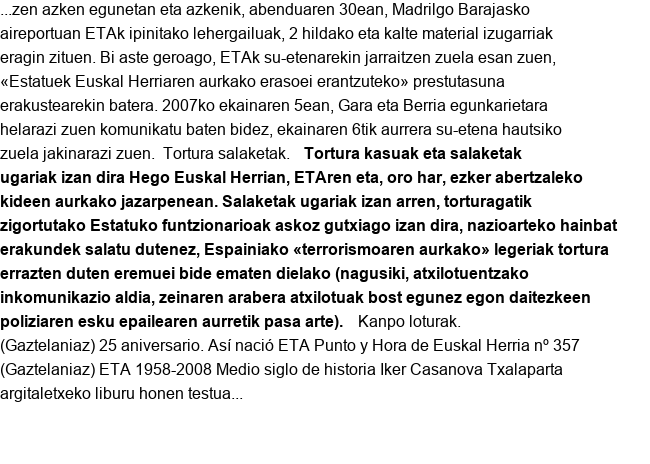 ...zen azken egunetan eta azkenik, abenduaren 30ean, Madrilgo Barajasko
aireportuan ETAk ipinitako lehergailuak, 2 hildako eta kalte material izugarriak
eragin zituen. Bi aste geroago, ETAk su-etenarekin jarraitzen zuela esan zuen,
«Estatuek Euskal Herriaren aurkako erasoei erantzuteko» prestutasuna
erakustearekin batera. 2007ko ekainaren 5ean, Gara eta Berria egunkarietara
helarazi zuen komunikatu baten bidez, ekainaren 6tik aurrera su-etena hautsiko
zuela jakinarazi zuen.  Tortura salaketak.   Tortura kasuak eta salaketak
ugariak izan dira Hego Euskal Herrian, ETAren eta, oro har, ezker abertzaleko
kideen aurkako jazarpenean. Salaketak ugariak izan arren, torturagatik
zigortutako Estatuko funtzionarioak askoz gutxiago izan dira, nazioarteko hainbat
erakundek salatu dutenez, Espainiako «terrorismoaren aurkako» legeriak tortura
errazten duten eremuei bide ematen dielako (nagusiki, atxilotuentzako
inkomunikazio aldia, zeinaren arabera atxilotuak bost egunez egon daitezkeen
poliziaren esku epailearen aurretik pasa arte).   Kanpo loturak.
(Gaztelaniaz) 25 aniversario. Así nació ETA Punto y Hora de Euskal Herria nº 357
(Gaztelaniaz) ETA 1958-2008 Medio siglo de historia Iker Casanova Txalaparta
argitaletxeko liburu honen testua...